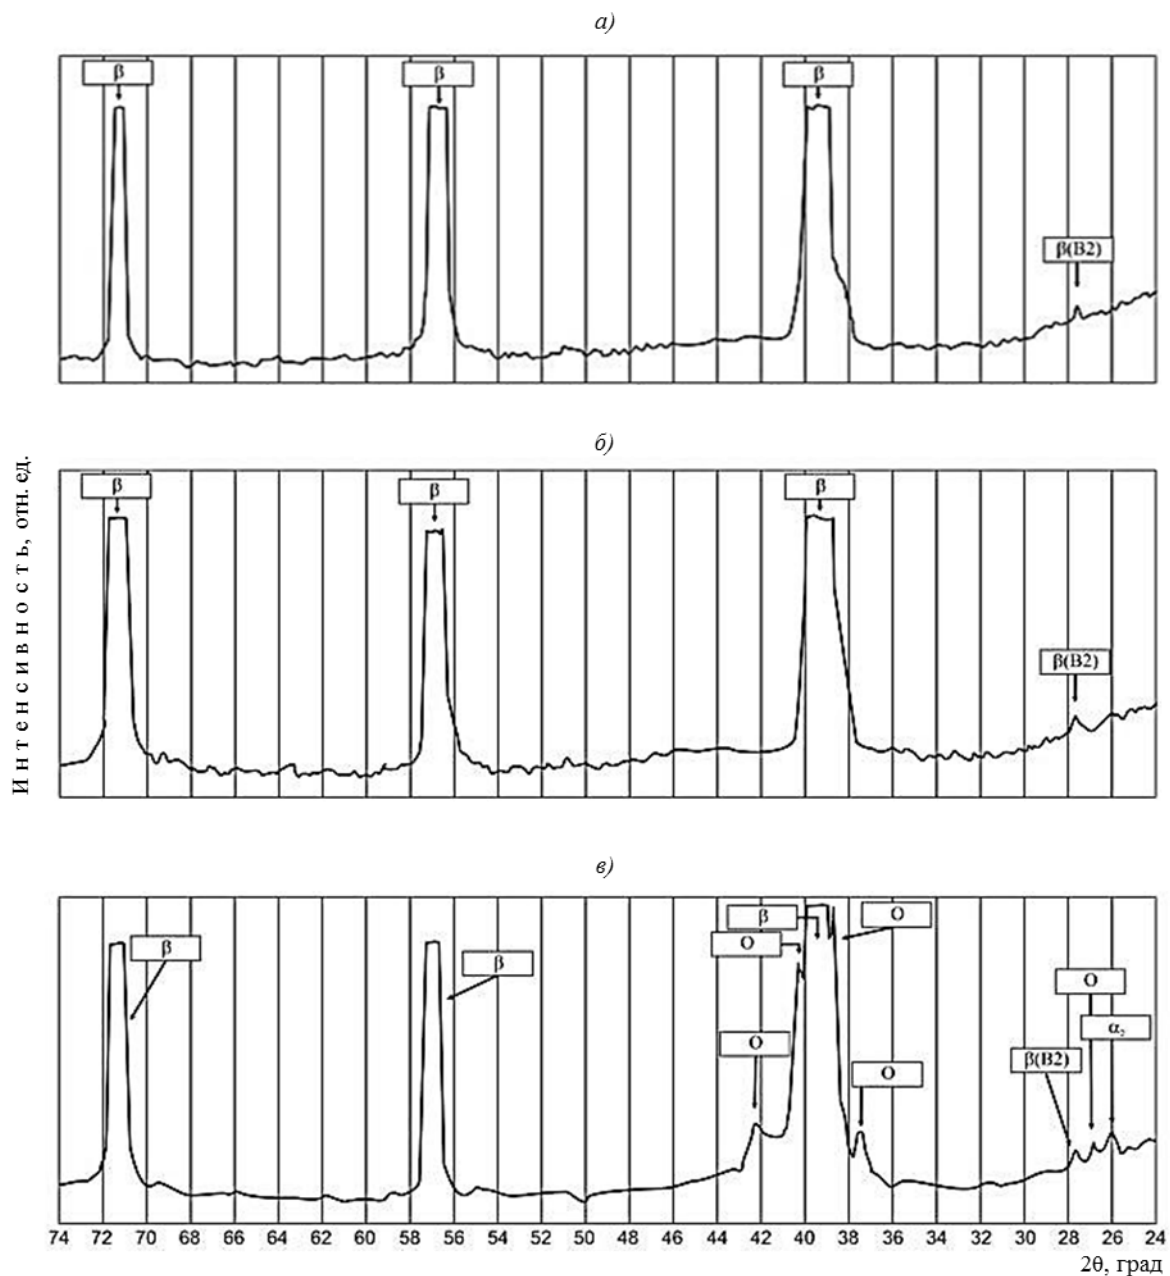 а)
β
β
β
β(B2)
б)
β
β
β
β(B2)
Интенсивность, отн. ед.
в)
β
β
β
O
O
O
O
O
α₂
β(B2)
74 72 70 68 66 64 62 60 58 56 54 52 50 48 46 44 42 40 38 36 34 32 30 28 26 24
2θ, град